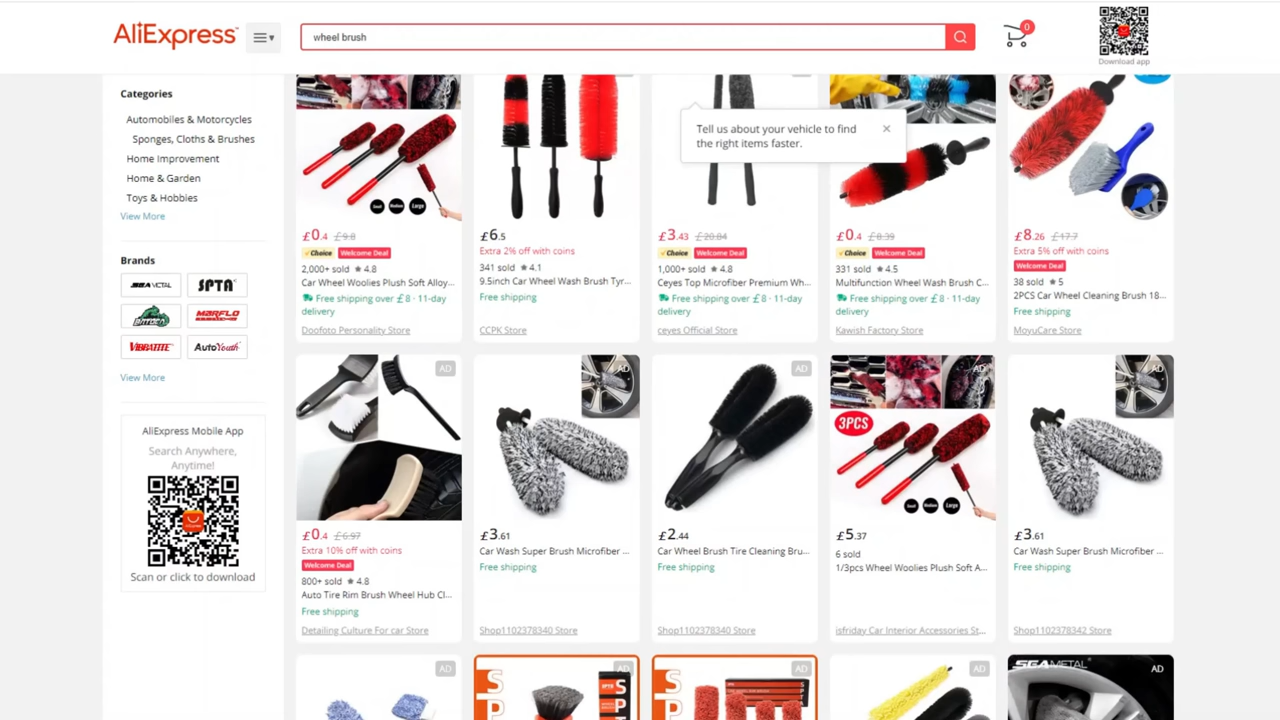 AliExpress
wheel brush
0
Download app
Categories
Automobiles & Motorcycles
Sponges, Cloths & Brushes
Home Improvement
Home & Garden
Toys & Hobbies
View More
Brands
SEAMETAL
SPTA
BATOCA
MARFLO
VIBRATITE
AutoYouth
View More
AliExpress Mobile App
Search Anywhere,
Anytime!
Scan or click to download
Tell us about your vehicle to find
the right items faster.
Small Medium Large
£0.4 £9.8
Choice Welcome Deal
2,000+ sold ★ 4.8
Car Wheel Woolies Plush Soft Alloy...
Free shipping over £8 · 11-day
delivery
Doofoto Personality Store
£6.5
Extra 2% off with coins
341 sold ★ 4.1
9.5inch Car Wheel Wash Brush Tyr...
Free shipping
CCPK Store
£3.43 £20.84
Choice Welcome Deal
1,000+ sold ★ 4.8
Ceyes Top Microfiber Premium Wh...
Free shipping over £8 · 11-day
delivery
ceyes Official Store
£0.4 £8.39
Choice Welcome Deal
331 sold ★ 4.5
Multifunction Wheel Wash Brush C...
Free shipping over £8 · 11-day
delivery
Kawish Factory Store
£8.26 £17.7
Extra 5% off with coins
Welcome Deal
38 sold ★ 5
2PCS Car Wheel Cleaning Brush 18...
Free shipping
MoyuCare Store
AD
£0.4 £6.97
Extra 10% off with coins
Welcome Deal
800+ sold ★ 4.8
Auto Tire Rim Brush Wheel Hub Cl...
Free shipping
Detailing Culture For car Store
AD
£3.61
Car Wash Super Brush Microfiber ...
Free shipping
Shop1102378340 Store
AD
£2.44
Car Wheel Brush Tire Cleaning Bru...
Free shipping
Shop1102378340 Store
AD
3PCS
Small Medium Large
£5.37
6 sold
1/3pcs Wheel Woolies Plush Soft A...
isfriday Car Interior Accessories St...
AD
£3.61
Car Wash Super Brush Microfiber ...
Free shipping
Shop1102378342 Store
AD
AD
S
P
S
P
AD
S
P
AD
SEAMETAL
AD